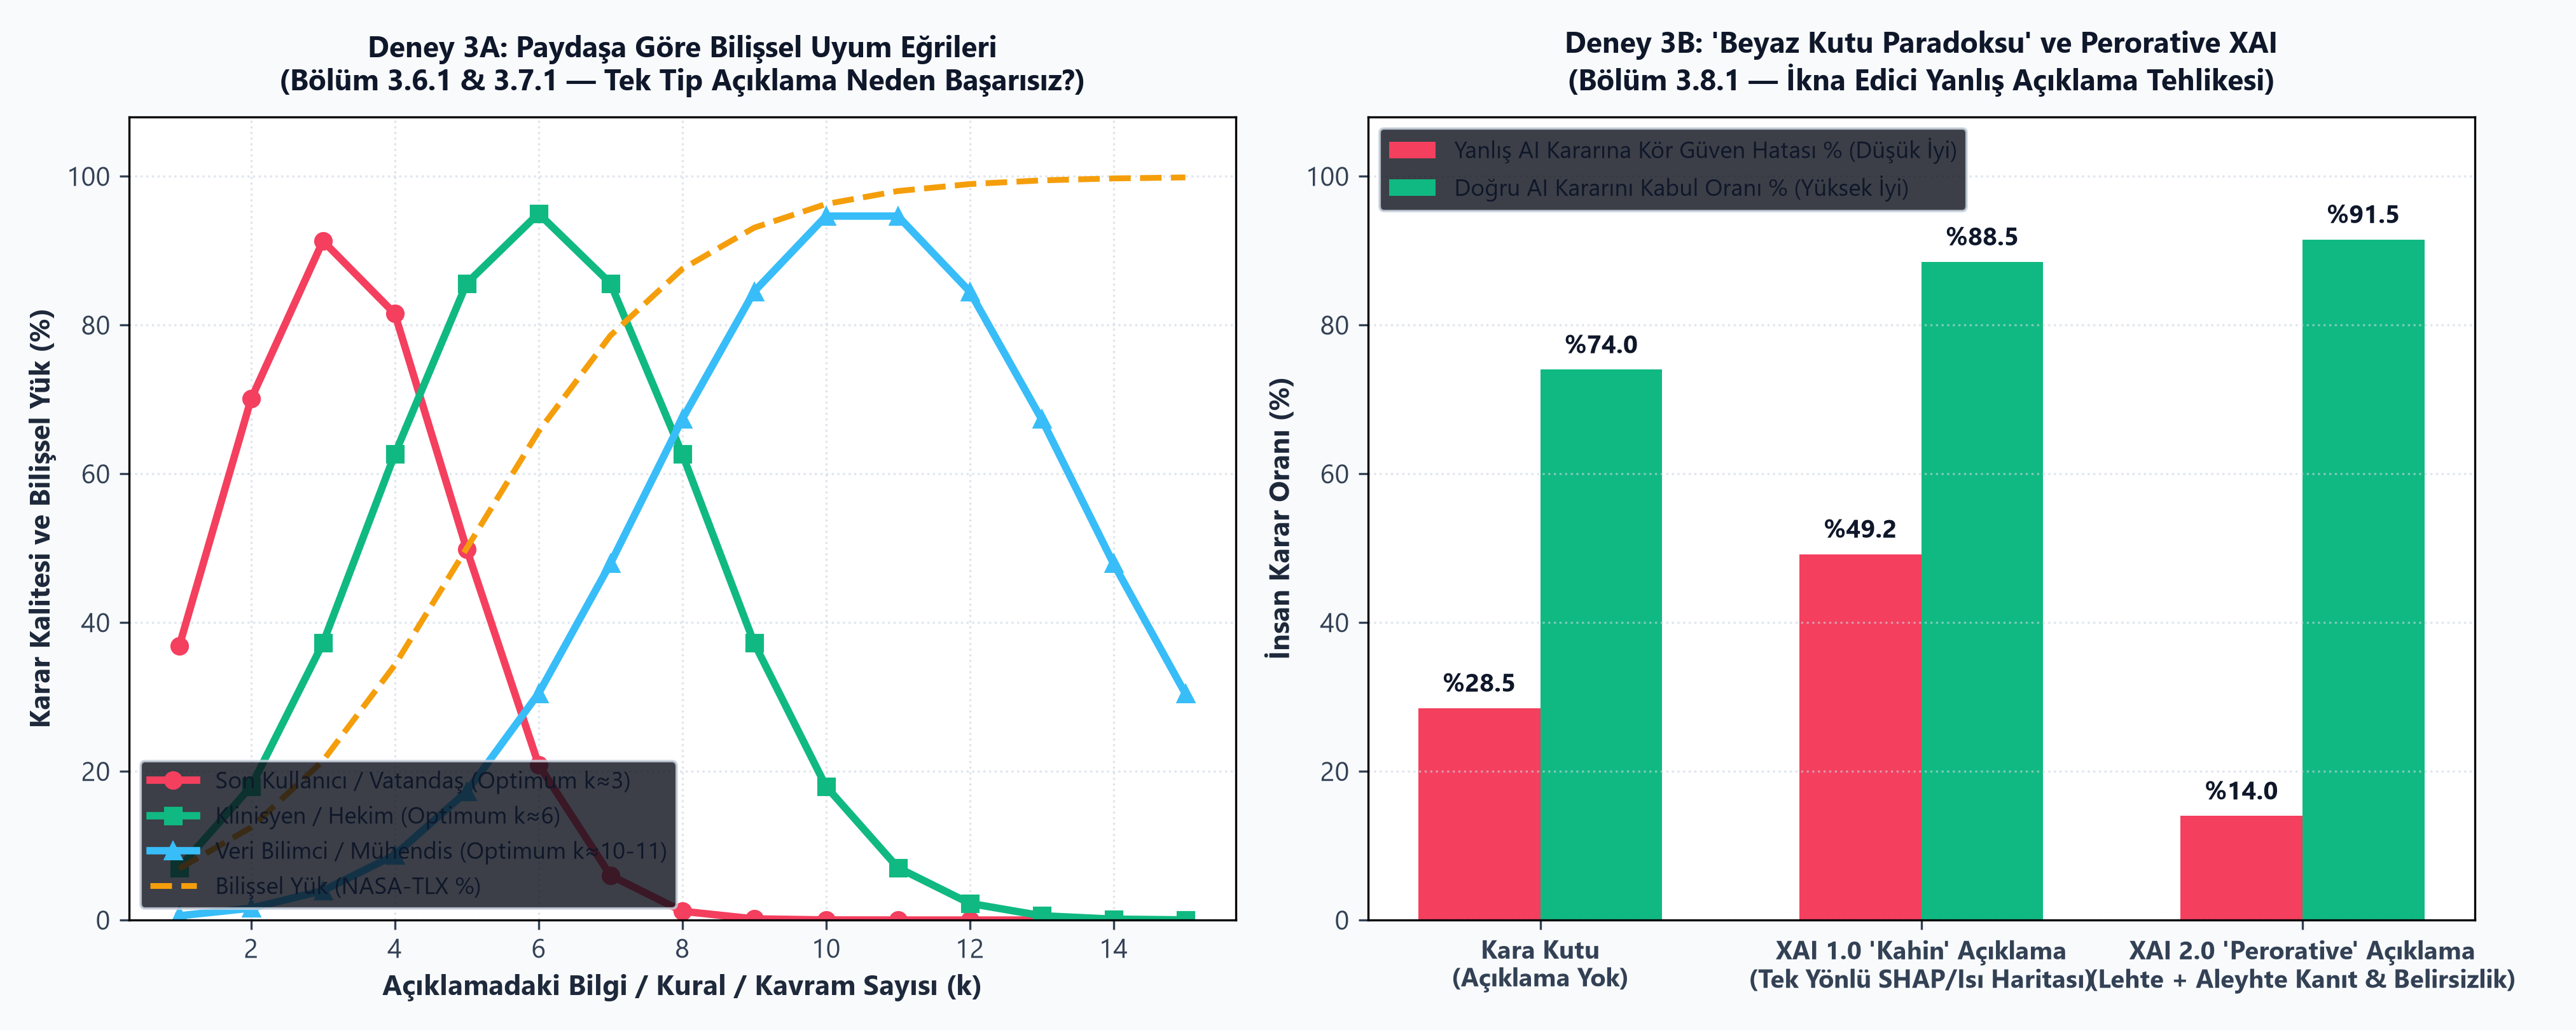 Deney 3A: Paydaşa Göre Bilişsel Uyum Eğrileri
(Bölüm 3.6.1 & 3.7.1 — Tek Tip Açıklama Neden Başarısız?)
Karar Kalitesi ve Bilişsel Yük (%)
100
80
60
40
20
0
Son Kullanıcı / Vatandaş (Optimum k≈3)
Klinisyen / Hekim (Optimum k≈6)
Veri Bilimci / Mühendis (Optimum k≈10-11)
Bilişsel Yük (NASA-TLX %)
2 4 6 8 10 12 14
Açıklamadaki Bilgi / Kural / Kavram Sayısı (k)
Deney 3B: 'Beyaz Kutu Paradoksu' ve Perorative XAI
(Bölüm 3.8.1 — İkna Edici Yanlış Açıklama Tehlikesi)
İnsan Karar Oranı (%)
100
80
60
40
20
0
Yanlış AI Kararına Kör Güven Hatası % (Düşük İyi)
Doğru AI Kararını Kabul Oranı % (Yüksek İyi)
%28.5
%74.0
%49.2
%88.5
%14.0
%91.5
Kara Kutu
(Açıklama Yok)
XAI 1.0 'Kahin' Açıklama
(Tek Yönlü SHAP/Isı Haritası)
XAI 2.0 'Perorative' Açıklama
(Lehte + Aleyhte Kanıt & Belirsizlik)